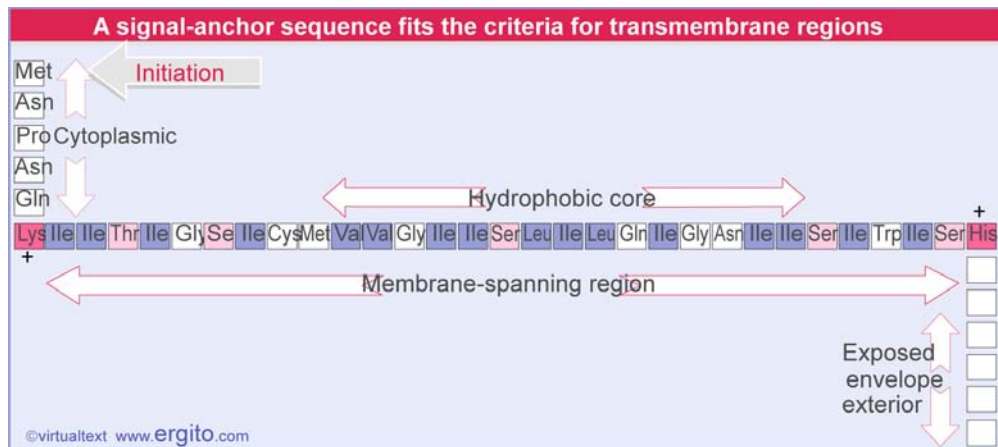 A signal-anchor sequence fits the criteria for transmembrane regions
Met
Initiation
Asn
Pro Cytoplasmic
Asn
Gln
Hydrophobic core
+
Lys Ile Ile Thr Ile Gly Se Ile Cys Met Val Val Gly Ile Ile Ser Leu Ile Leu Gln Ile Gly Asn Ile Ile Ser Ile Trp Ile Ser His
+
Membrane-spanning region
Exposed
envelope
exterior
©virtualtext www.ergito.com